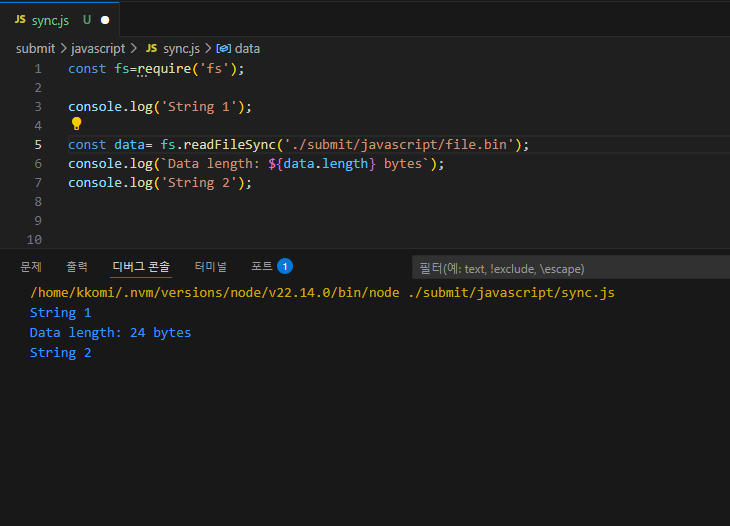 JS sync.js U
submit > javascript > JS sync.js > data
1 const fs=require('fs');
2
3 console.log('String 1');
4
5 const data= fs.readFileSync('./submit/javascript/file.bin');
6 console.log(`Data length: ${data.length} bytes`);
7 console.log('String 2');
8
9
10
문제 출력 디버그 콘솔 터미널 포트 1 필터(예: text, !exclude, \escape)
/home/kkomi/.nvm/versions/node/v22.14.0/bin/node ./submit/javascript/sync.js
String 1
Data length: 24 bytes
String 2